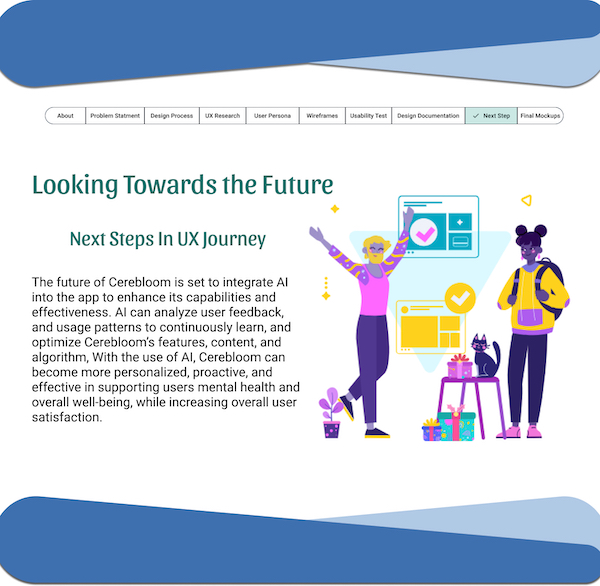 About
Problem Statment
Design Process
UX Research
User Persona
Wireframes
Usability Test
Design Documentation
Next Step
Final Mockups
Looking Towards the Future
Next Steps In UX Journey
The future of Cerebloom is set to integrate AI
into the app to enhance its capabilities and
effectiveness. AI can analyze user feedback,
and usage patterns to continuously learn, and
optimize Cerebloom's features, content, and
algorithm, With the use of AI, Cerebloom can
become more personalized, proactive, and
effective in supporting users mental health and
overall well-being, while increasing overall user
satisfaction.